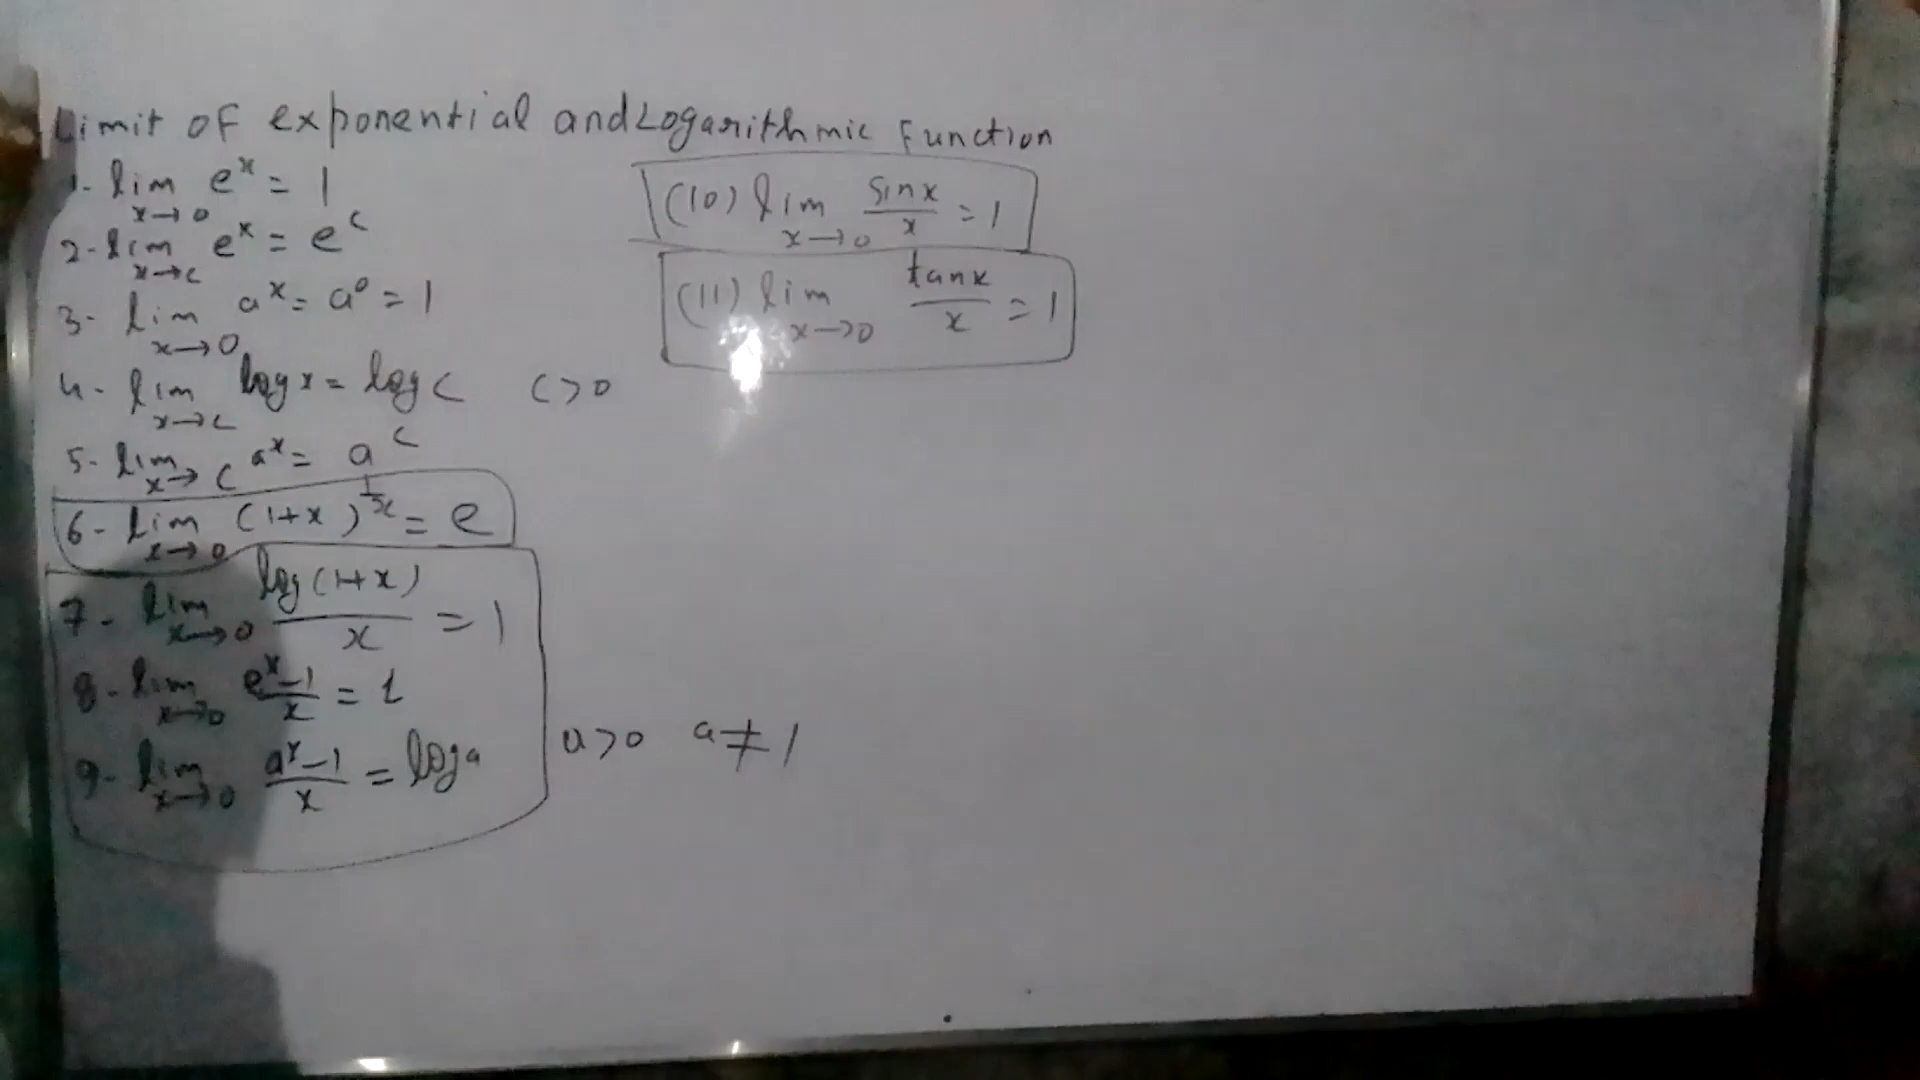 Limit of exponential and Logarithmic Function
1- lim x→0 e^x = 1
2- lim x→c e^x = e^c
3- lim x→0 a^x = a^0 = 1
4- lim x→c log x = log c c>0
5- lim x→c a^x = a^c
6- lim x→0 (1+x)^(1/x) = e
7- lim x→0 log(1+x)/x = 1
8- lim x→0 (e^x-1)/x = 1
9- lim x→0 (a^x-1)/x = log a a>0 a≠1
(10) lim x→0 sinx/x = 1
(11) lim x→0 tanx/x = 1